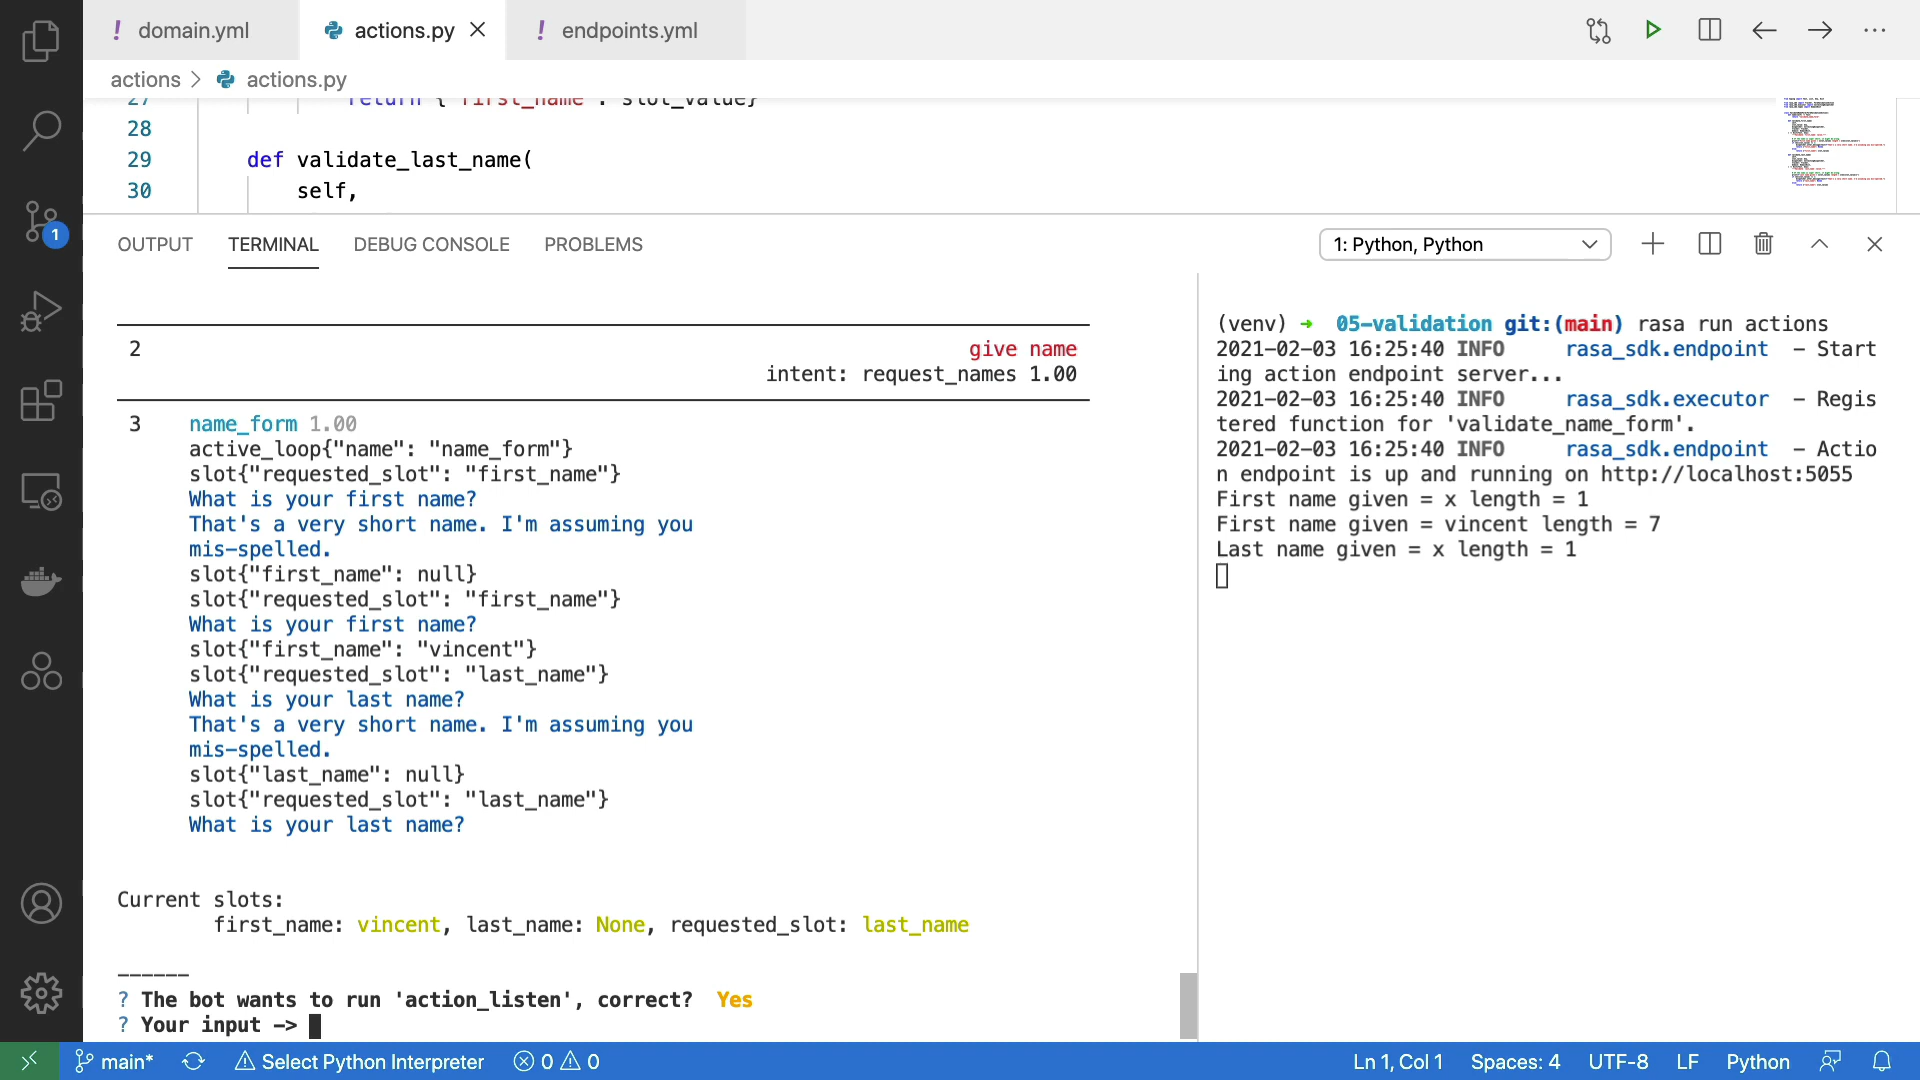 ! domain.yml
actions.py
! endpoints.yml
actions > actions.py
27 return {"first_name": slot_value}
28
29 def validate_last_name(
30 self,
1
OUTPUT TERMINAL DEBUG CONSOLE PROBLEMS
1: Python, Python
2 give name
intent: request_names 1.00
3 name_form 1.00
active_loop{"name": "name_form"}
slot{"requested_slot": "first_name"}
What is your first name?
That's a very short name. I'm assuming you
mis-spelled.
slot{"first_name": null}
slot{"requested_slot": "first_name"}
What is your first name?
slot{"first_name": "vincent"}
slot{"requested_slot": "last_name"}
What is your last name?
That's a very short name. I'm assuming you
mis-spelled.
slot{"last_name": null}
slot{"requested_slot": "last_name"}
What is your last name?
Current slots:
first_name: vincent, last_name: None, requested_slot: last_name
------
? The bot wants to run 'action_listen', correct? Yes
? Your input ->
(venv) → 05-validation git:(main) rasa run actions
2021-02-03 16:25:40 INFO rasa_sdk.endpoint - Start
ing action endpoint server...
2021-02-03 16:25:40 INFO rasa_sdk.executor - Regis
tered function for 'validate_name_form'.
2021-02-03 16:25:40 INFO rasa_sdk.endpoint - Actio
n endpoint is up and running on http://localhost:5055
First name given = x length = 1
First name given = vincent length = 7
Last name given = x length = 1
main* Select Python Interpreter 0 0 Ln 1, Col 1 Spaces: 4 UTF-8 LF Python